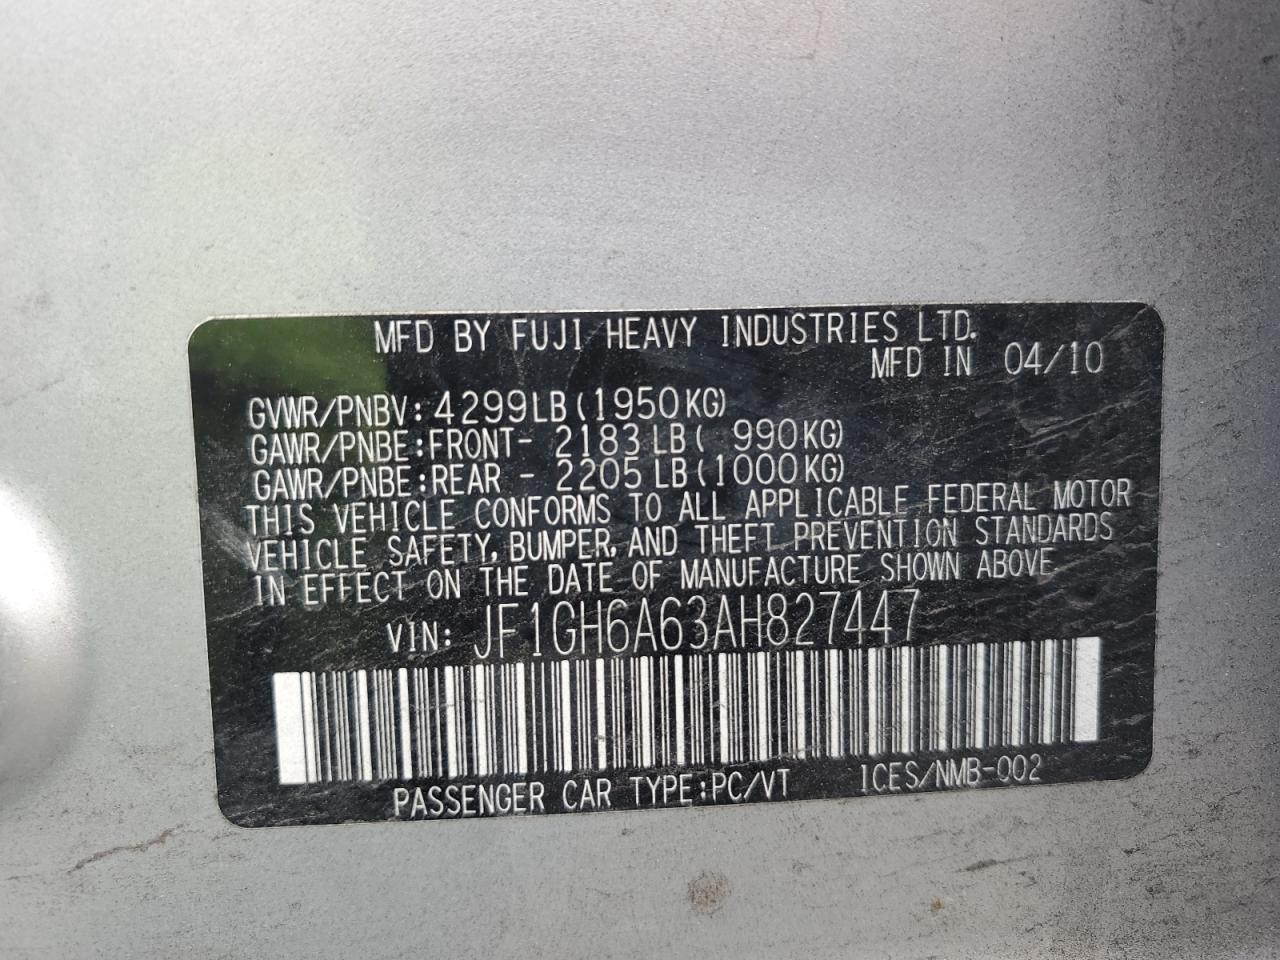 MFD BY FUJI HEAVY INDUSTRIES LTD.
MFD IN 04/10
GVWR/PNBV: 4299LB(1950KG)
GAWR/PNBE:FRONT- 2183LB( 990KG)
GAWR/PNBE:REAR - 2205LB(1000KG)
THIS VEHICLE CONFORMS TO ALL APPLICABLE FEDERAL MOTOR
VEHICLE SAFETY, BUMPER, AND THEFT PREVENTION STANDARDS
IN EFFECT ON THE DATE OF MANUFACTURE SHOWN ABOVE
VIN: JF1GH6A63AH827447
PASSENGER CAR TYPE:PC/VT ICES/NMB-002